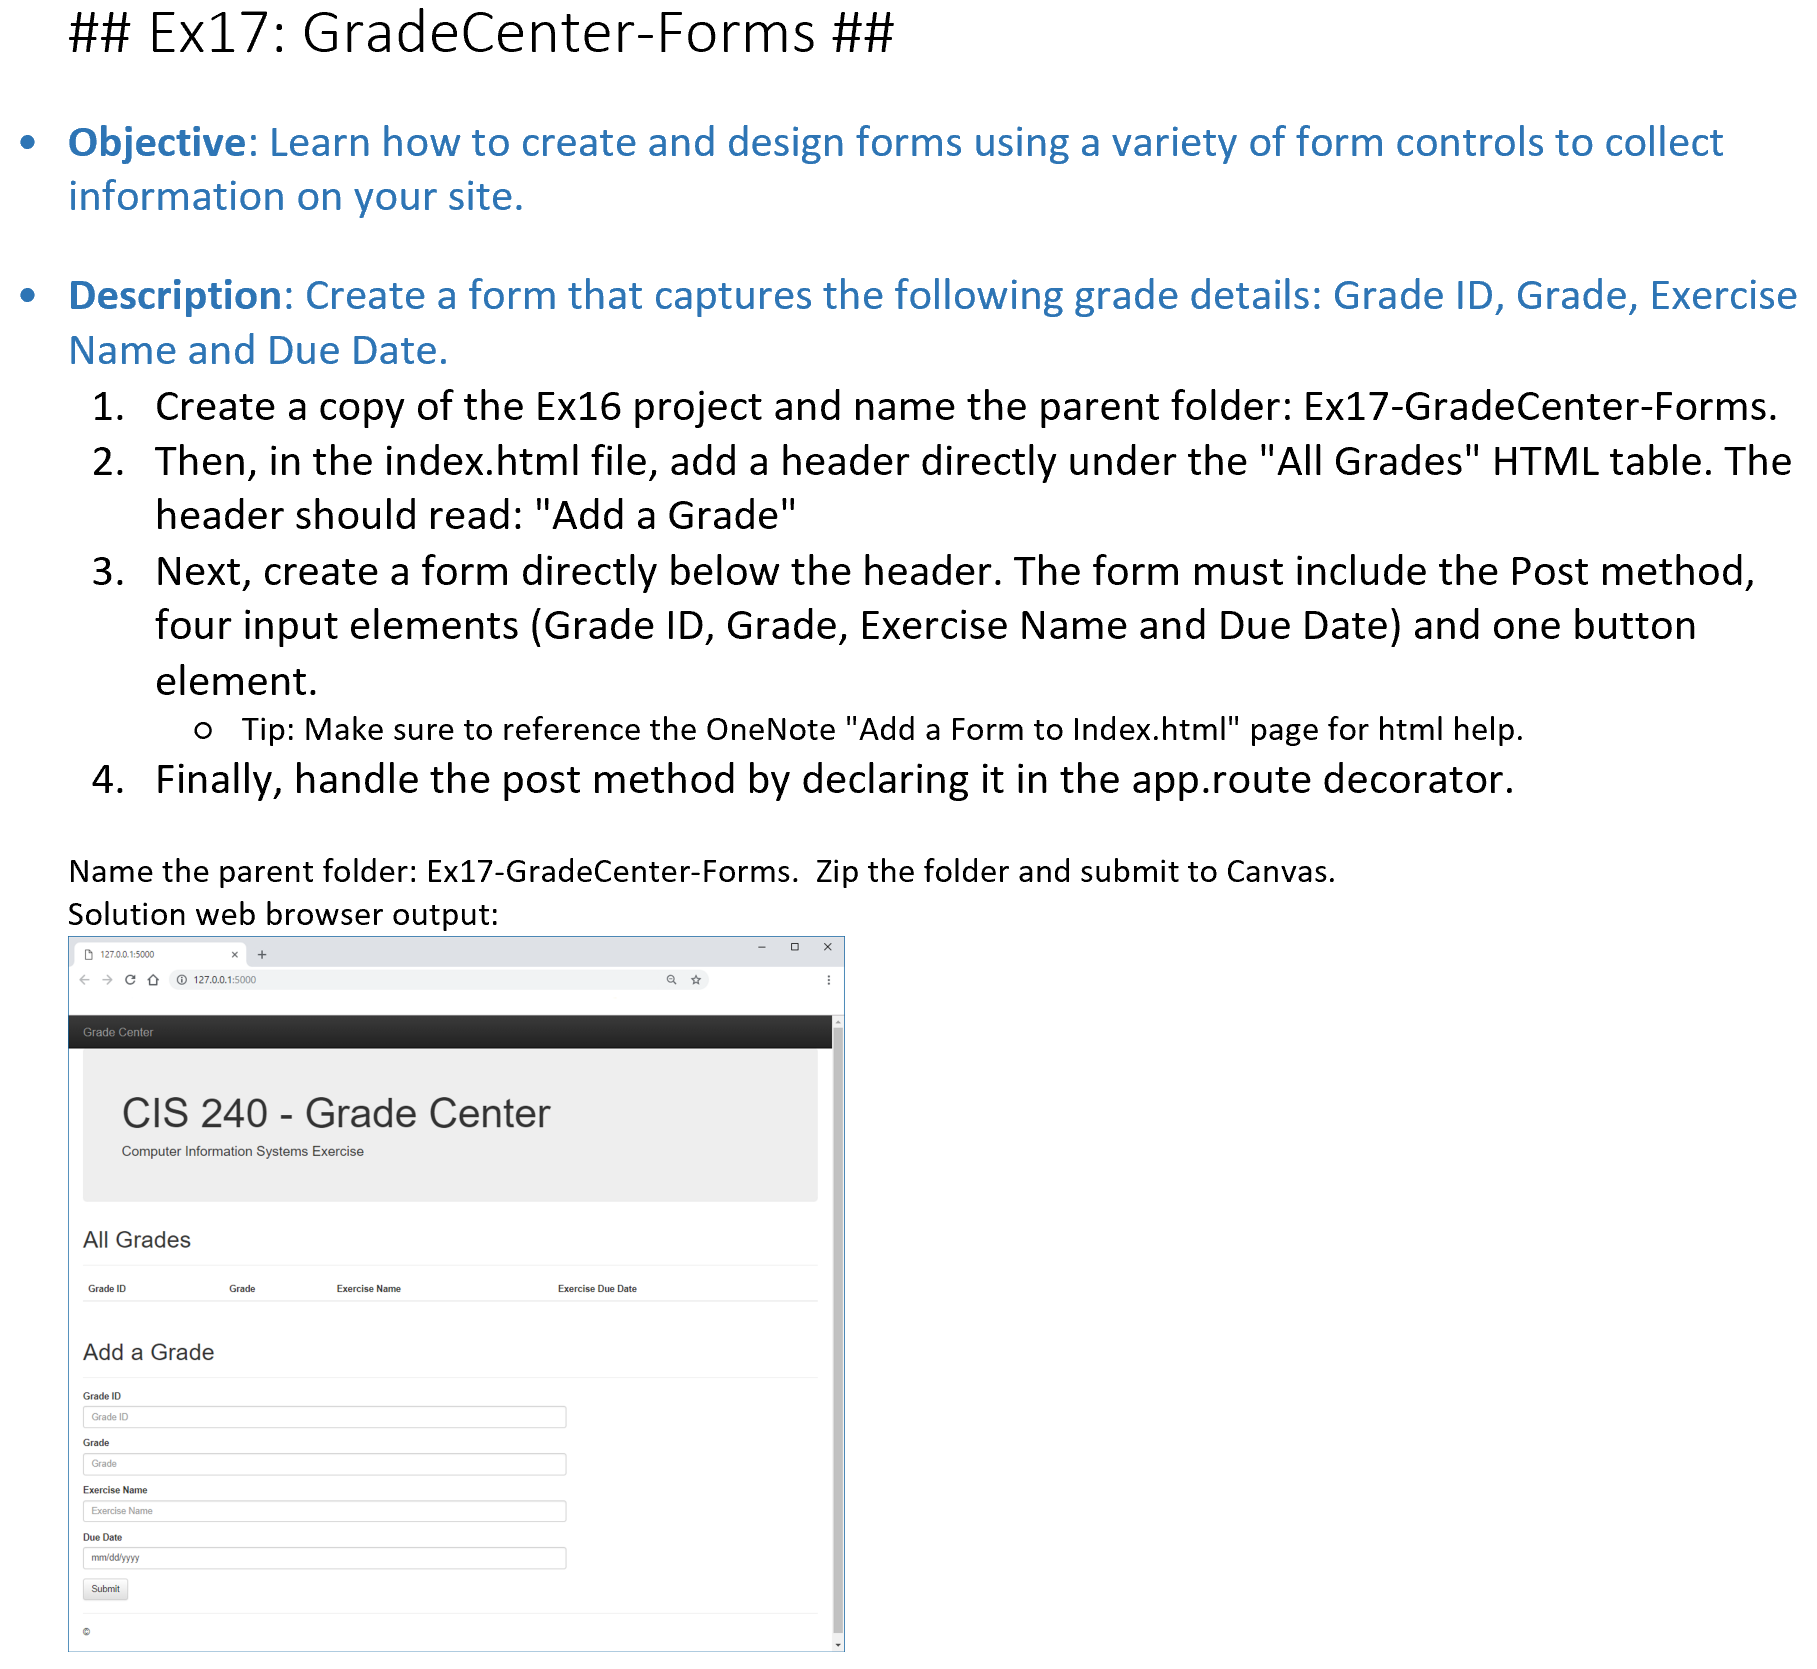 ## Ex17: GradeCenter-Forms ##
• Objective: Learn how to create and design forms using a variety of form controls to collect
information on your site.
• Description: Create a form that captures the following grade details: Grade ID, Grade, Exercise
Name and Due Date.
1. Create a copy of the Ex16 project and name the parent folder: Ex17-GradeCenter-Forms.
2. Then, in the index.html file, add a header directly under the "All Grades" HTML table. The
header should read: "Add a Grade"
3. Next, create a form directly below the header. The form must include the Post method,
four input elements (Grade ID, Grade, Exercise Name and Due Date) and one button
element.
o Tip: Make sure to reference the OneNote "Add a Form to Index.html" page for html help.
4. Finally, handle the post method by declaring it in the app.route decorator.
Name the parent folder: Ex17-GradeCenter-Forms.  Zip the folder and submit to Canvas.
Solution web browser output:
127.0.0.1:5000
127.0.0.1:5000
Grade Center
CIS 240 - Grade Center
Computer Information Systems Exercise
All Grades
Grade ID Grade Exercise Name Exercise Due Date
Add a Grade
Grade ID
Grade ID
Grade
Grade
Exercise Name
Exercise Name
Due Date
mm/dd/yyyy
Submit
©